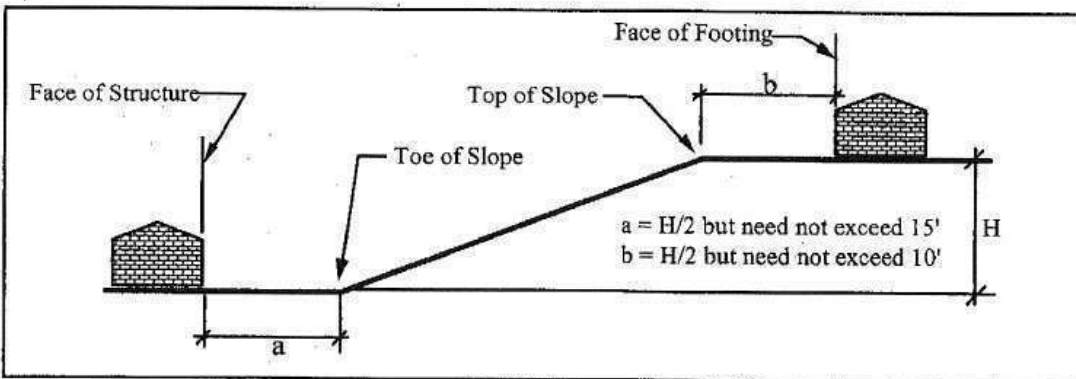 Face of Footing
Face of Structure
Top of Slope
b
Toe of Slope
a = H/2 but need not exceed 15'
H
b = H/2 but need not exceed 10'
a